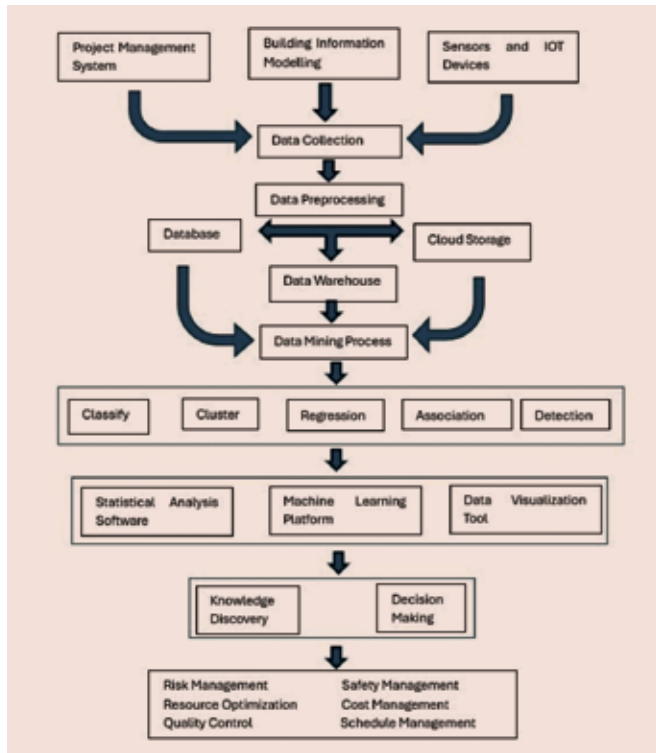 Project Management
System
Building Information
Modelling
Sensors and IOT
Devices
Data Collection
Data Preprocessing
Database
Cloud Storage
Data Warehouse
Data Mining Process
Classify
Cluster
Regression
Association
Detection
Statistical Analysis
Software
Machine Learning
Platform
Data Visualization
Tool
Knowledge
Discovery
Decision
Making
Risk Management
Safety Management
Resource Optimization
Cost Management
Quality Control
Schedule Management